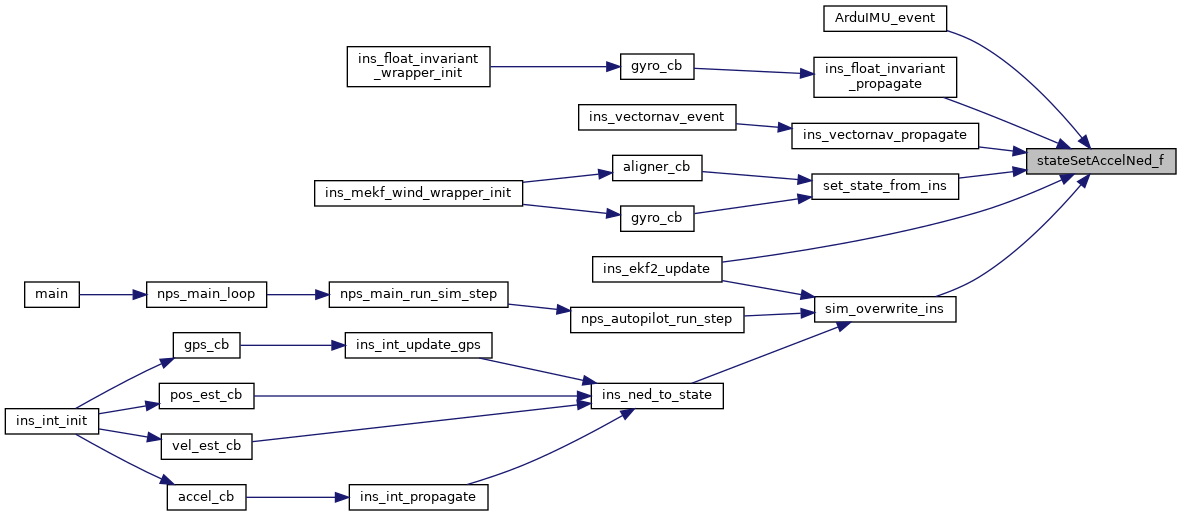 ArduIMU_event
ins_float_invariant
_wrapper_init
gyro_cb
ins_float_invariant
_propagate
ins_vectornav_event
ins_vectornav_propagate
stateSetAccelNed_f
aligner_cb
ins_mekf_wind_wrapper_init
set_state_from_ins
gyro_cb
ins_ekf2_update
main
nps_main_loop
nps_main_run_sim_step
nps_autopilot_run_step
sim_overwrite_ins
gps_cb
ins_int_update_gps
pos_est_cb
ins_ned_to_state
ins_int_init
vel_est_cb
accel_cb
ins_int_propagate